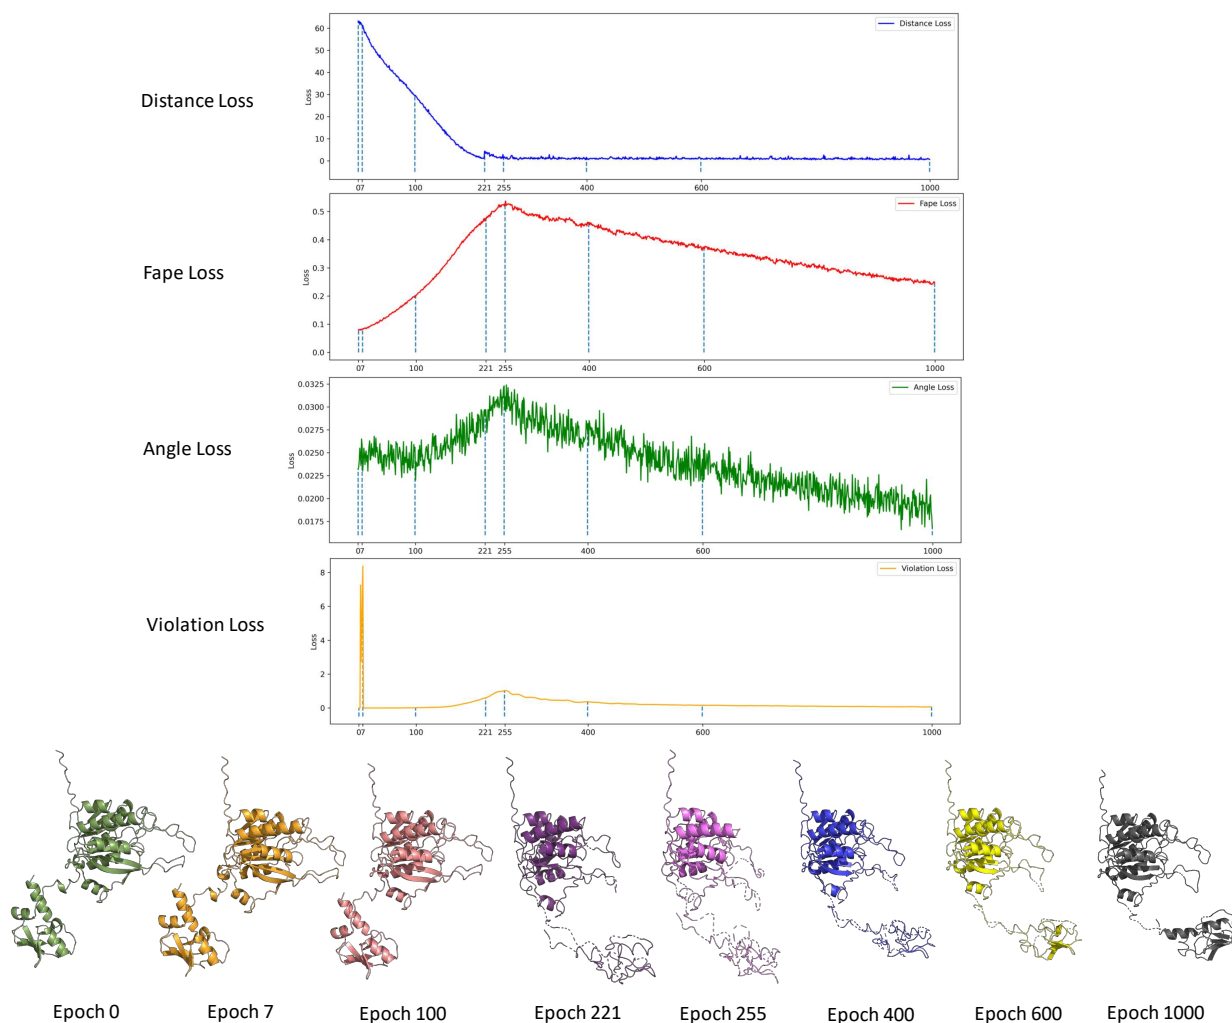 Distance Loss
Loss
60
50
40
30
20
10
0
Distance Loss
07 100 221 255 400 600 1000
Fape Loss
Loss
0.5
0.4
0.3
0.2
0.1
0.0
Fape Loss
07 100 221 255 400 600 1000
Angle Loss
Loss
0.0325
0.0300
0.0275
0.0250
0.0225
0.0200
0.0175
Angle Loss
07 100 221 255 400 600 1000
Violation Loss
Loss
8
6
4
2
0
Violation Loss
07 100 221 255 400 600 1000
Epoch 0 Epoch 7 Epoch 100 Epoch 221 Epoch 255 Epoch 400 Epoch 600 Epoch 1000